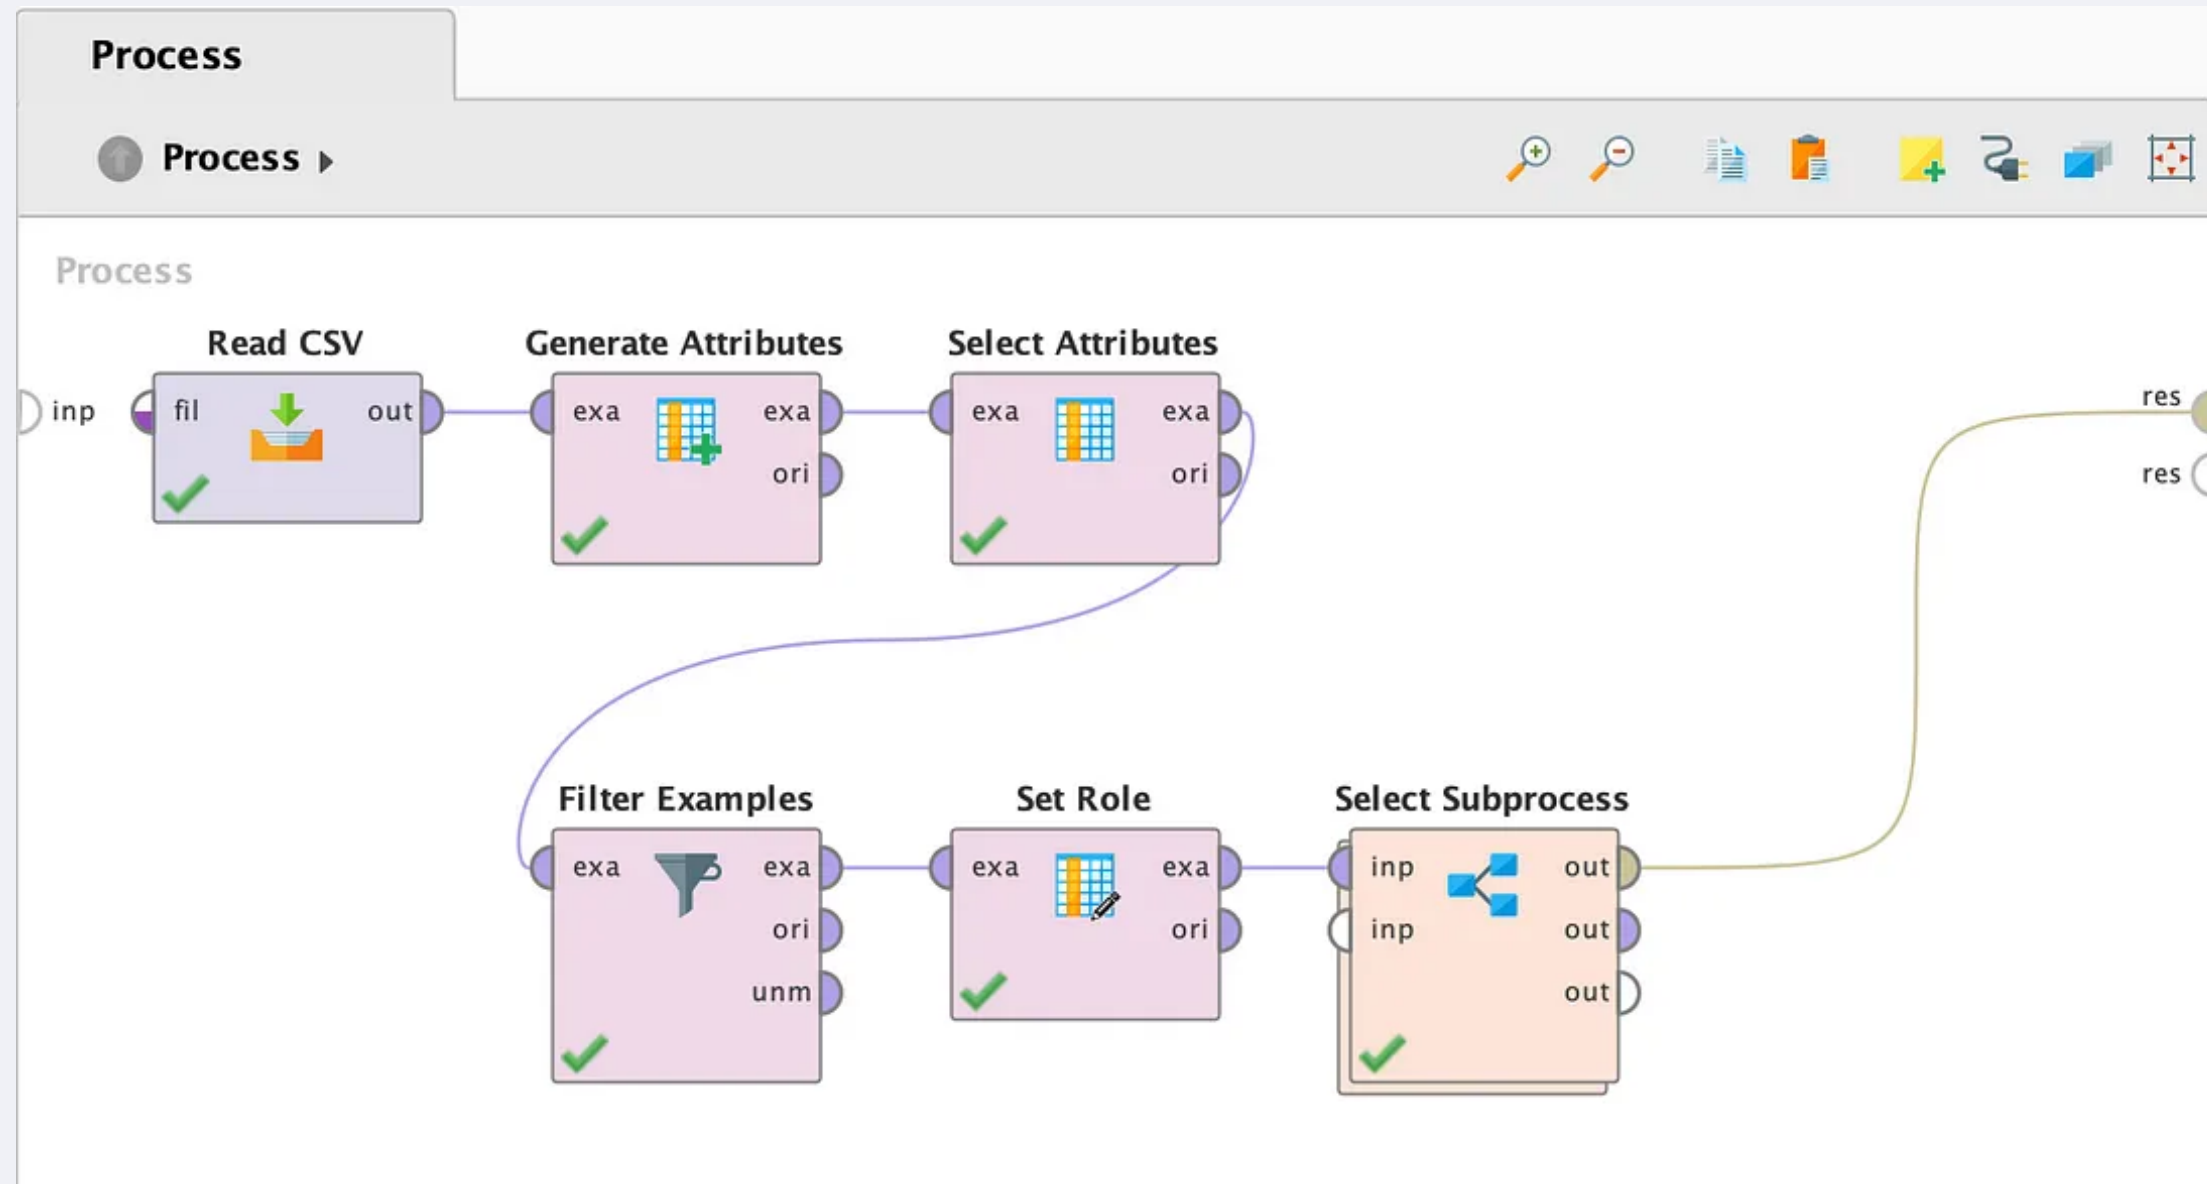 Process
Process
Process
Read CSV
Generate Attributes
Select Attributes
res
inp
fil
out
exa
exa
exa
exa
ori
ori
res
Filter Examples
Set Role
Select Subprocess
exa
exa
exa
exa
inp
out
ori
ori
inp
out
unm
out